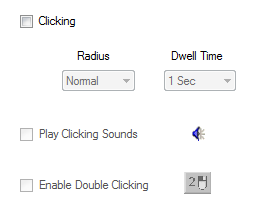 Clicking
Radius Dwell Time
Normal 1 Sec
Play Clicking Sounds
Enable Double Clicking 2